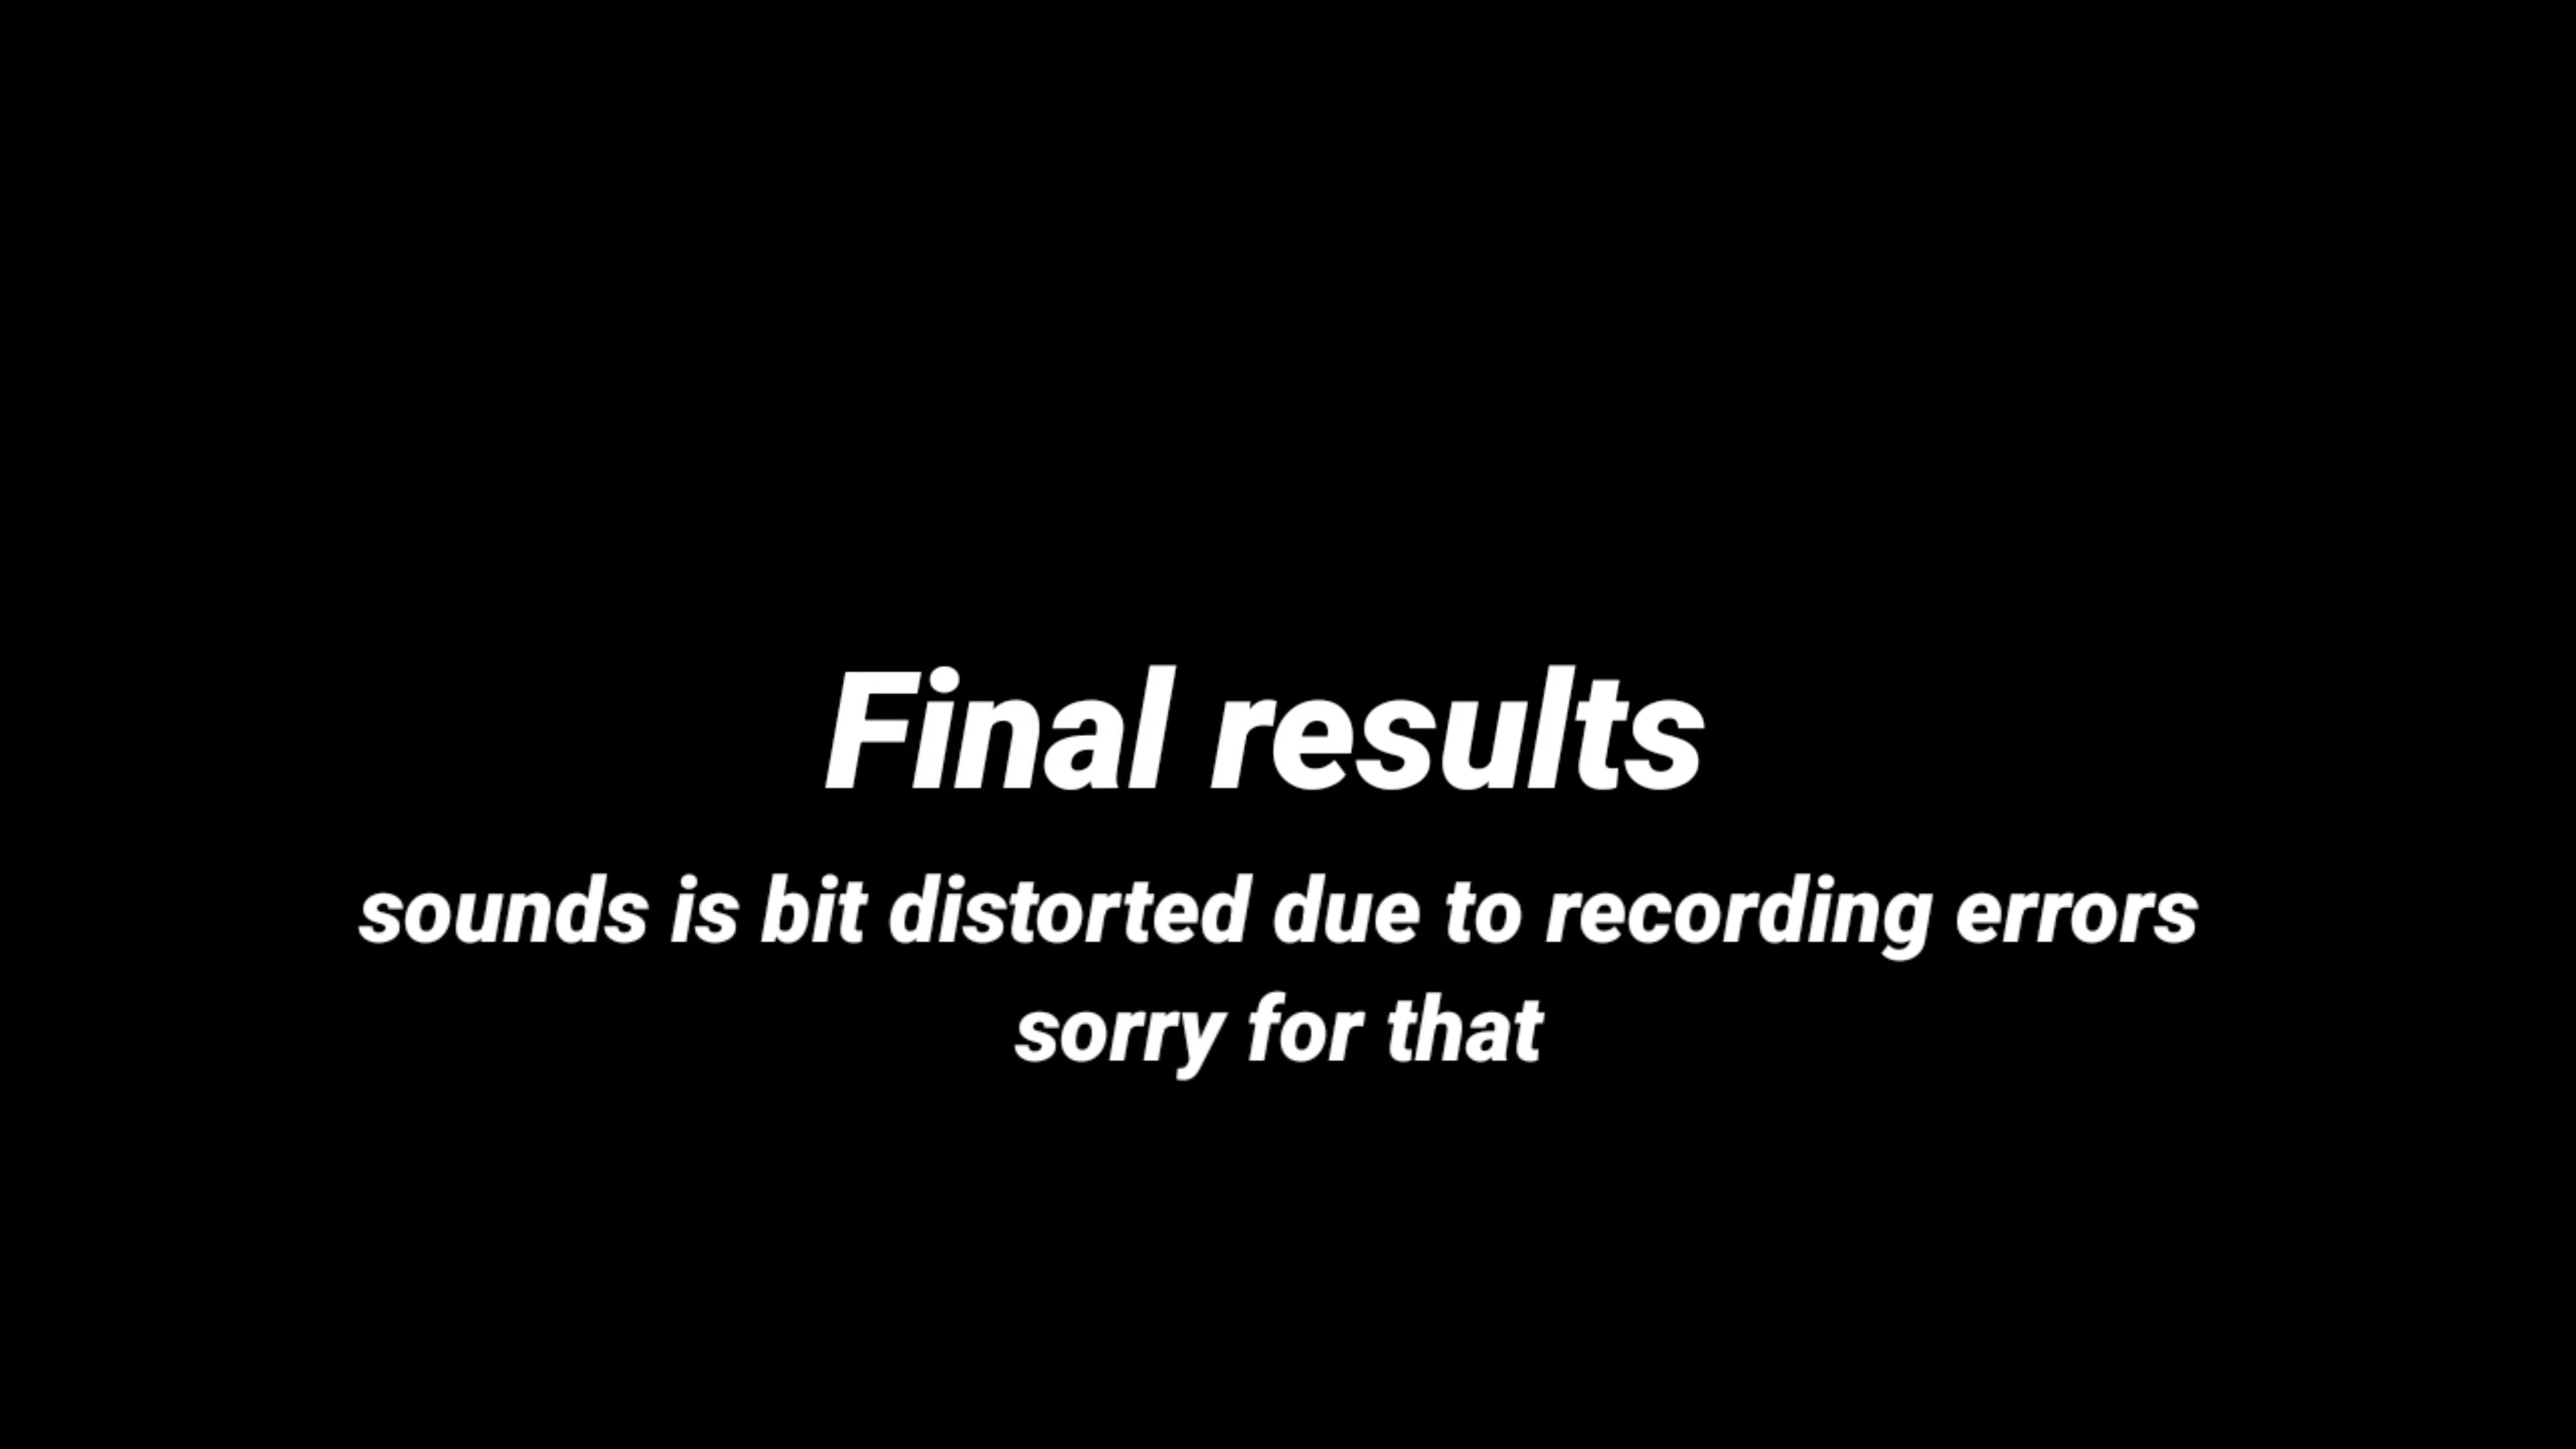 Final results
sounds is bit distorted due to recording errors
sorry for that